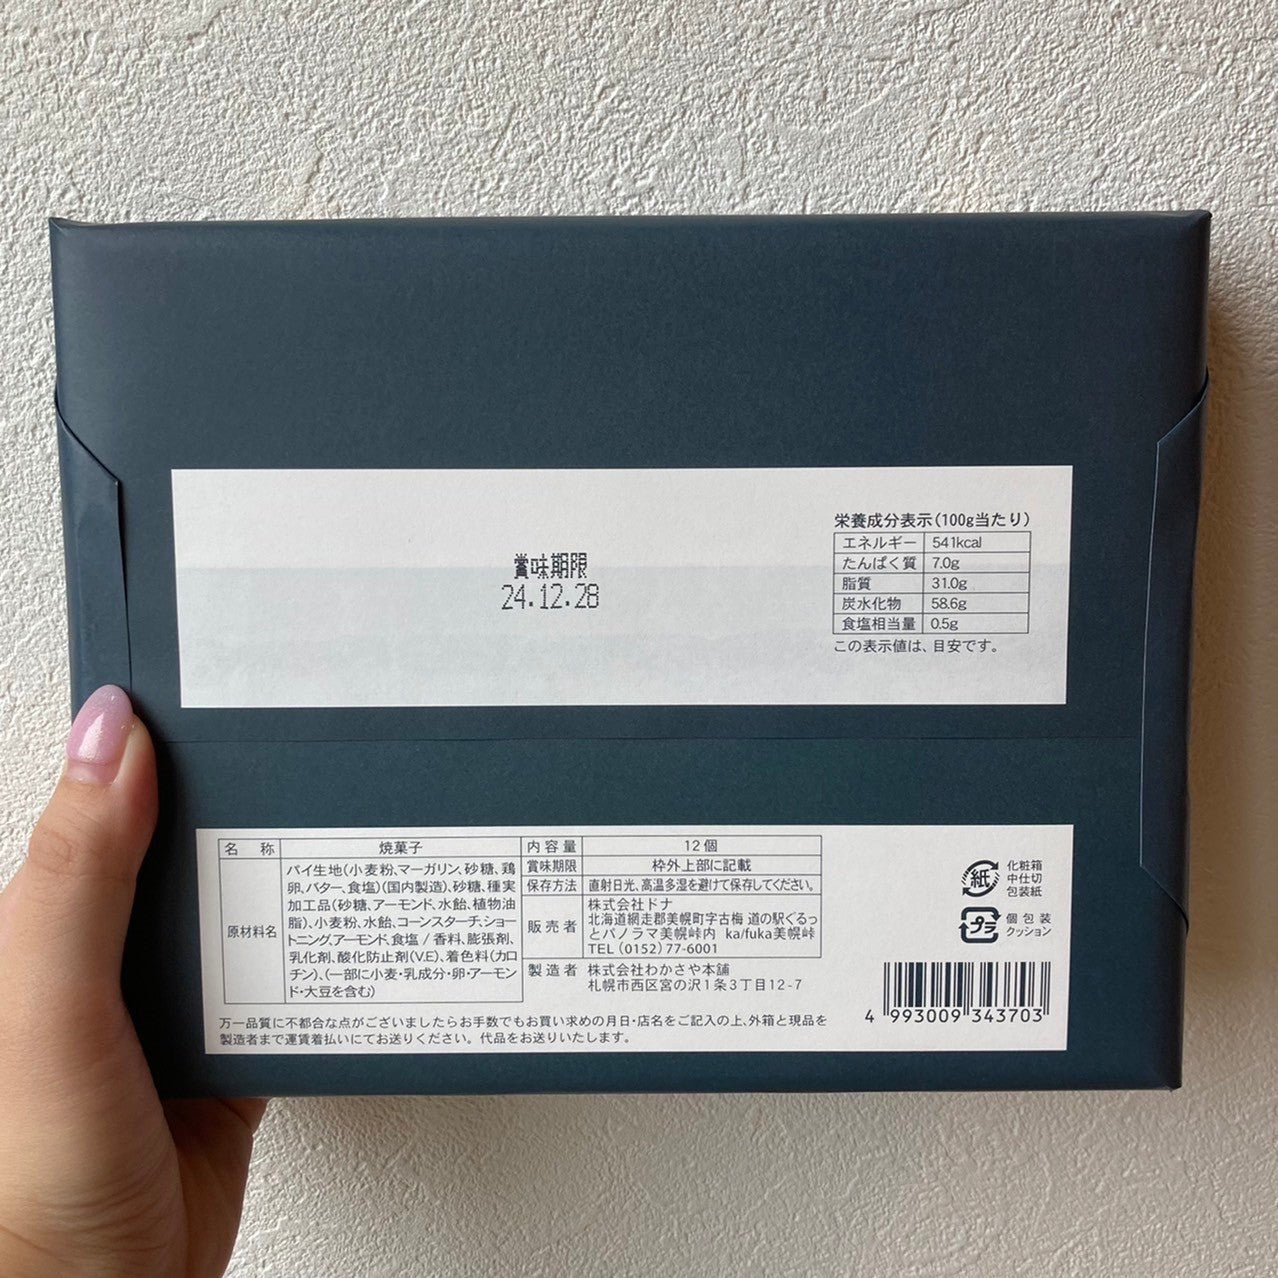 賞味期限
24.12.28
栄養成分表示(100g当たり)
エネルギー 541kcal
たんぱく質 7.0g
脂質 31.0g
炭水化物 58.6g
食塩相当量 0.5g
この表示値は、目安です。
名 称 焼菓子
原材料名
パイ生地(小麦粉、マーガリン、砂糖、鶏
卵、バター、食塩)(国内製造)、砂糖、種実
加工品(砂糖、アーモンド、水飴、植物油
脂)、小麦粉、水飴、コーンスターチ、ショー
トニング、アーモンド、食塩 / 香料、膨張剤、
乳化剤、酸化防止剤(V.E)、着色料(カロ
チン)、(一部に小麦・乳成分・卵・アーモン
ド・大豆を含む)
内容量 12個
賞味期限 枠外上部に記載
保存方法 直射日光、高温多湿を避けて保存してください。
販売者
株式会社ドナ
北海道網走郡美幌町字古梅 道の駅ぐるっ
とパノラマ美幌峠内 ka/fuka美幌峠
TEL (0152) 77-6001
製造者 株式会社わかさや本舗
札幌市西区宮の沢1条3丁目12-7
万一品質に不都合な点がございましたらお手数でもお買い求めの月日・店名をご記入の上、外箱と現品を
製造者まで運賃着払いにてお送りください。代品をお送りいたします。
紙
化粧箱
中仕切
包装紙
プラ
個包装
クッション
4 993009 343703